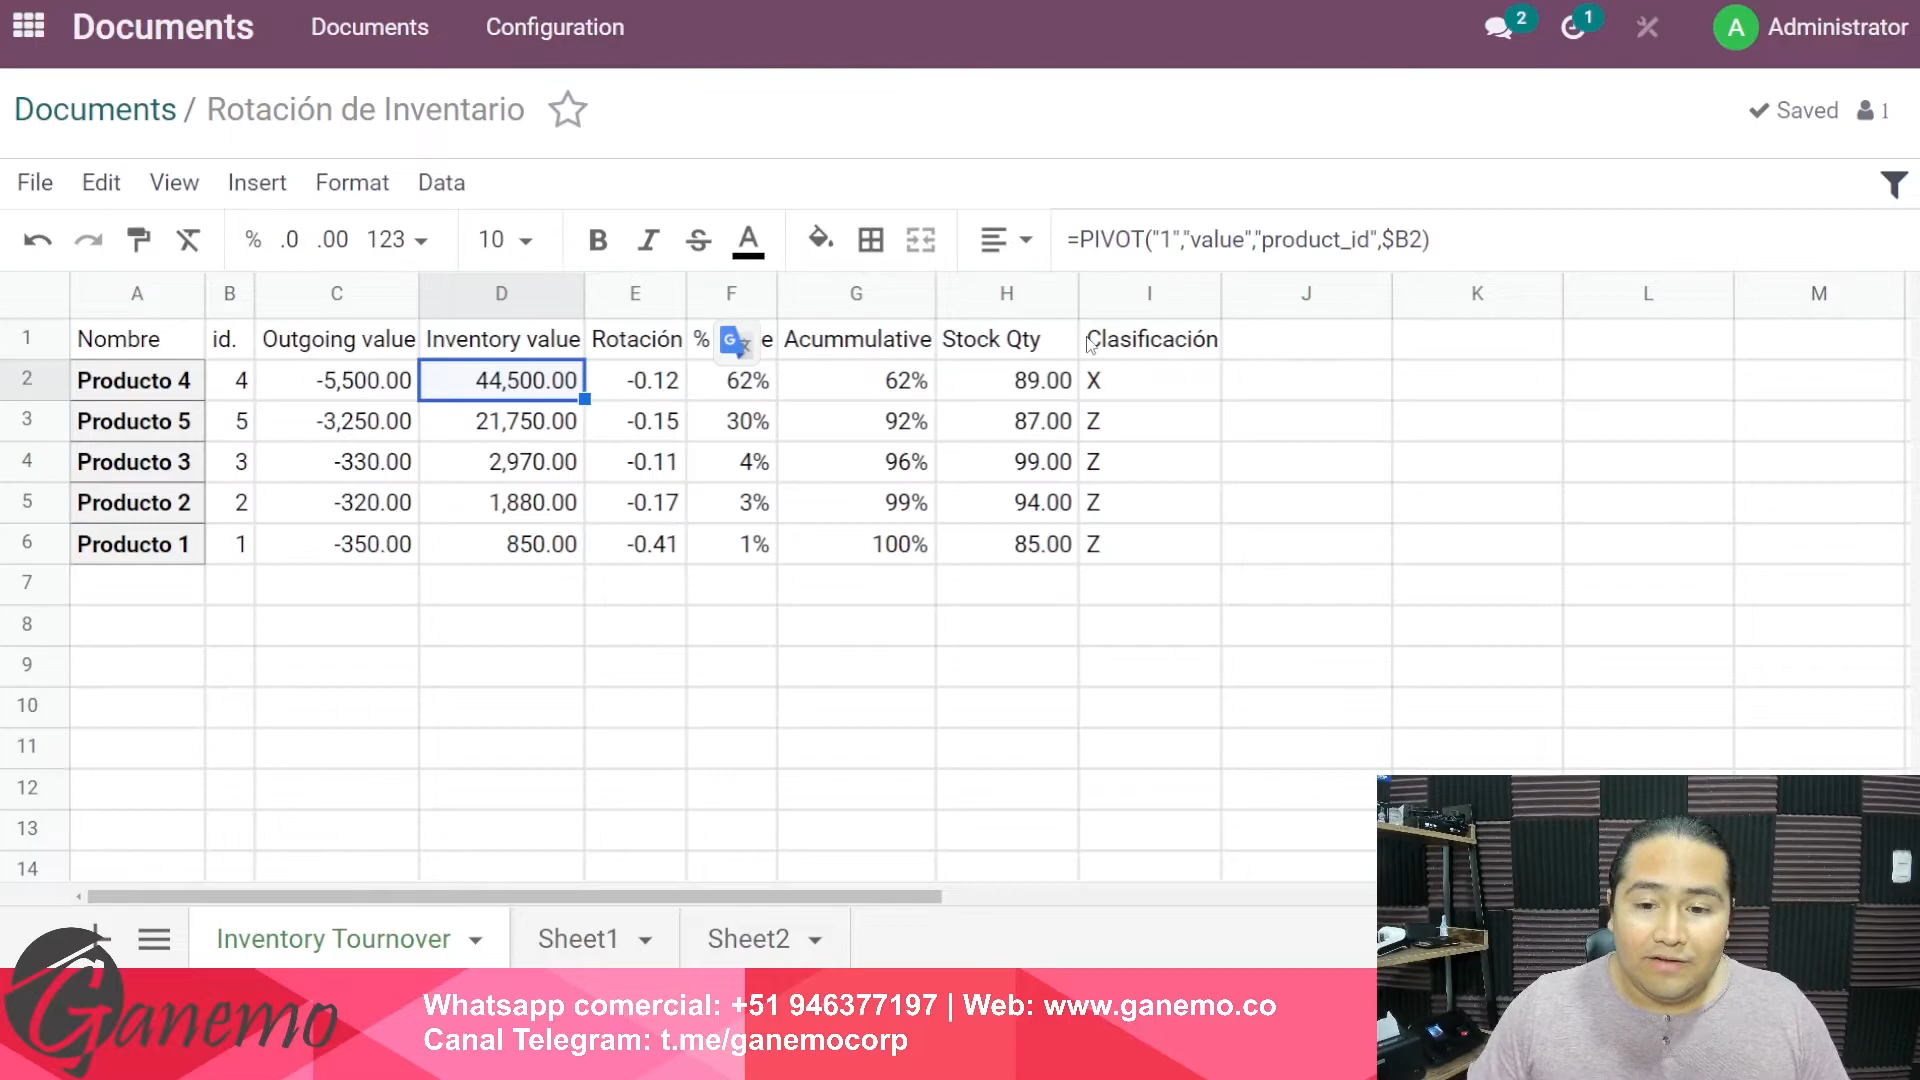 Documents Documents Configuration 2 1 A Administrator
Documents / Rotación de Inventario Saved 1
File Edit View Insert Format Data
% .0 .00 123 10 B I S A =PIVOT("1","value","product_id",$B2)
A B C D E F G H I J K L M
1 Nombre id. Outgoing value Inventory value Rotación % e Acummulative Stock Qty Clasificación
2 Producto 4 4 -5,500.00 44,500.00 -0.12 62% 62% 89.00 X
3 Producto 5 5 -3,250.00 21,750.00 -0.15 30% 92% 87.00 Z
4 Producto 3 3 -330.00 2,970.00 -0.11 4% 96% 99.00 Z
5 Producto 2 2 -320.00 1,880.00 -0.17 3% 99% 94.00 Z
6 Producto 1 1 -350.00 850.00 -0.41 1% 100% 85.00 Z
7
8
9
10
11
12
13
14
Inventory Tournover Sheet1 Sheet2
Ganemo
Whatsapp comercial: +51 946377197 | Web: www.ganemo.co
Canal Telegram: t.me/ganemocorp